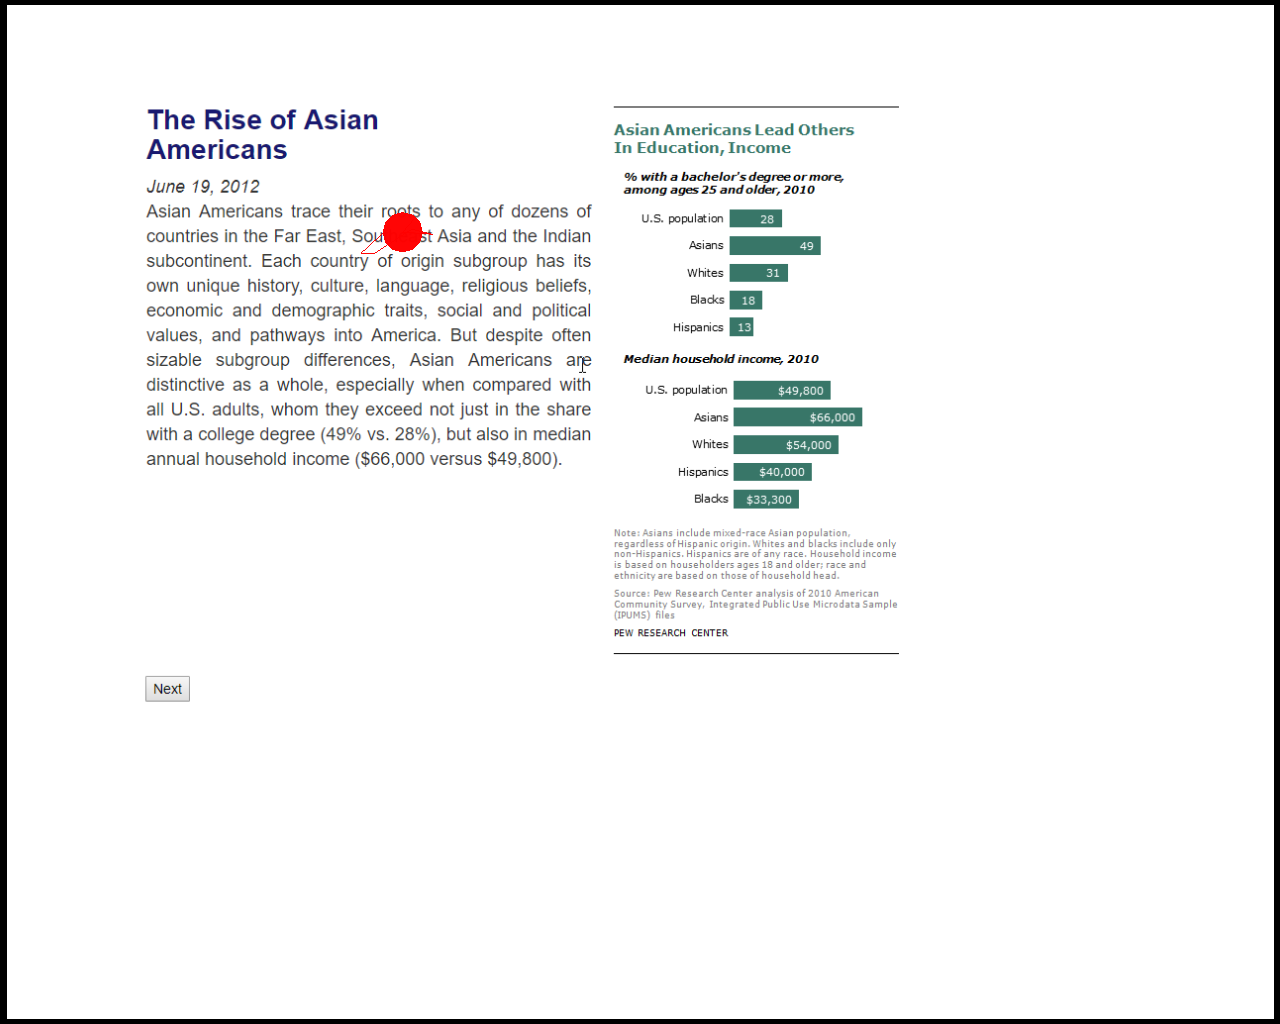 The Rise of Asian
Americans
June 19, 2012
Asian Americans trace their roots to any of dozens of
countries in the Far East, Asia and the Indian
subcontinent. Each country of origin subgroup has its
own unique history, culture, language, religious beliefs,
economic and demographic traits, social and political
values, and pathways into America. But despite often
sizable subgroup differences, Asian Americans are
distinctive as a whole, especially when compared with
all U.S. adults, whom they exceed not just in the share
with a college degree (49% vs. 28%), but also in median
annual household income ($66,000 versus $49,800).
Next
Asian Americans Lead Others
In Education, Income
% with a bachelor's degree or more,
among ages 25 and older, 2010
U.S. population 28
Asians 49
Whites 31
Blacks 18
Hispanics 13
Median household income, 2010
U.S. population $49,800
Asians $66,000
Whites $54,000
Hispanics $40,000
Blacks $33,300
Note: Asians include mixed-race Asian population,
regardless of Hispanic origin. Whites and blacks include only
non-Hispanics. Hispanics are of any race. Household income
is based on householders ages 18 and older; race and
ethnicity are based on those of household head.
Source: Pew Research Center analysis of 2010 American
Community Survey, Integrated Public Use Microdata Sample
(IPUMS) files
PEW RESEARCH CENTER